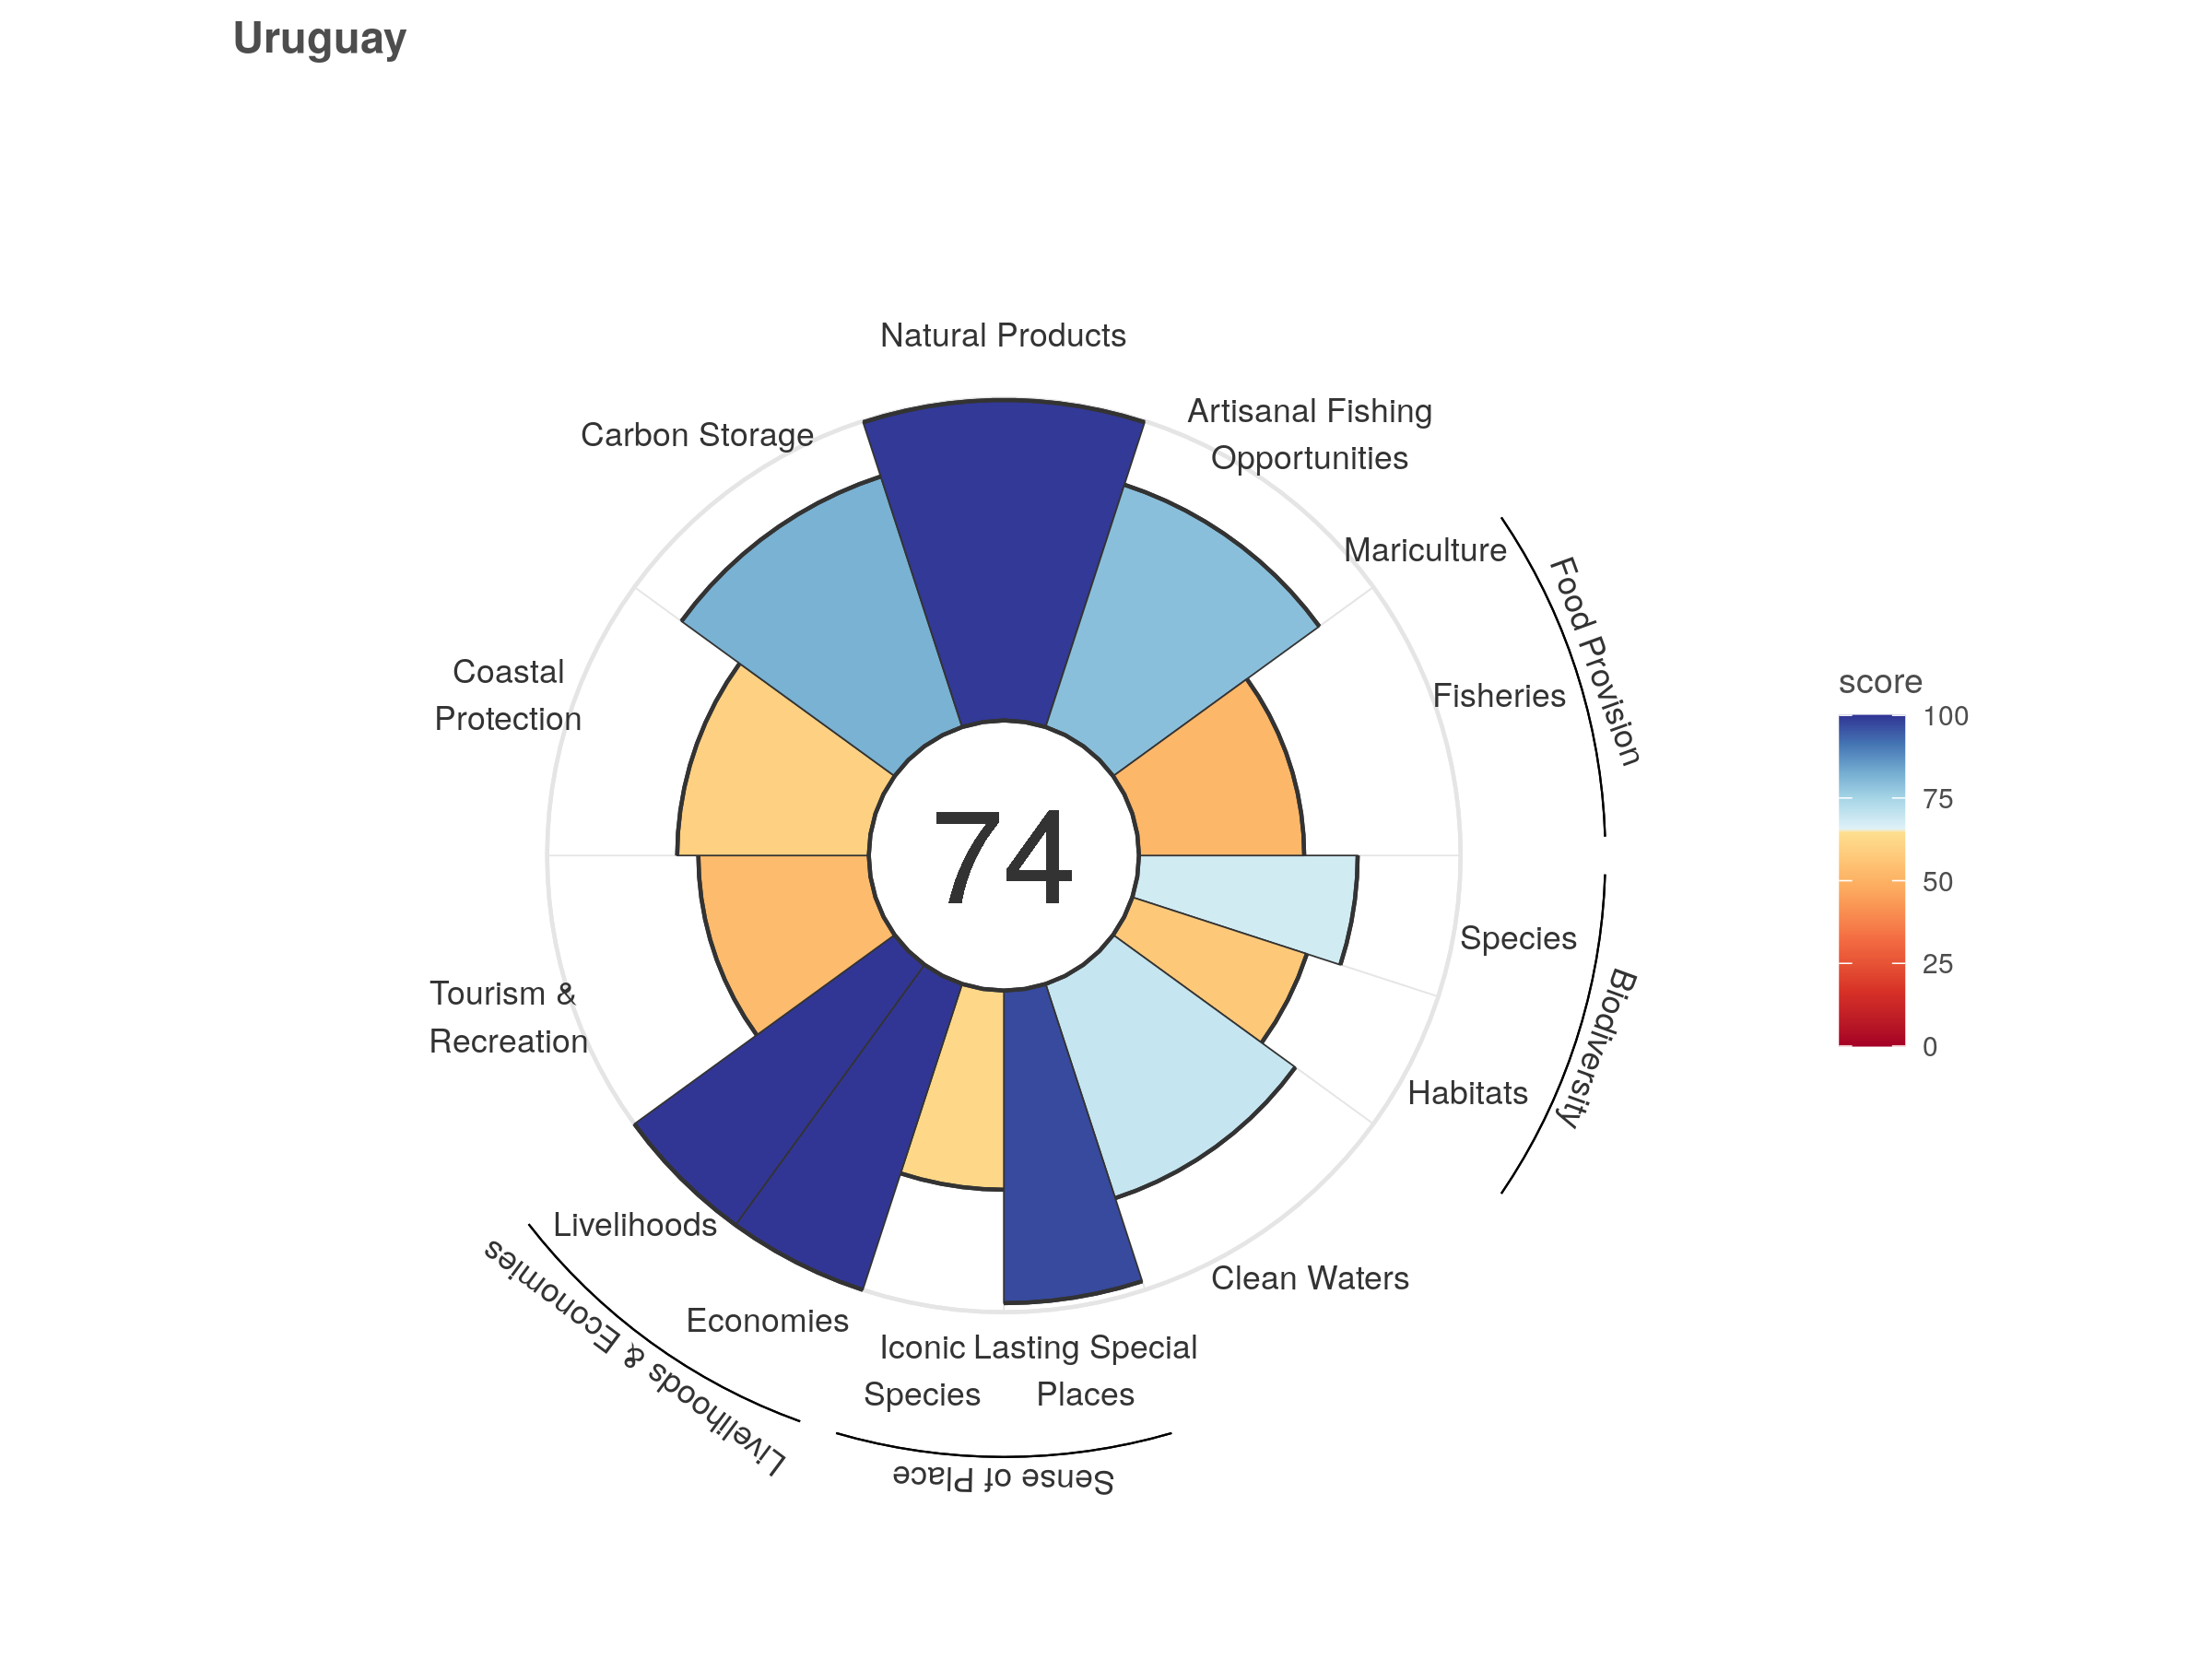 Uruguay
Natural Products
Artisanal Fishing
Opportunities
Carbon Storage
Mariculture
Food Provision
Fisheries
Coastal
Protection
score
100
75
50
25
0
74
Species
Biodiversity
Habitats
Tourism &
Recreation
Livelihoods
Economies
Livelihoods & Economies
Clean Waters
Iconic
Species
Lasting Special
Places
Sense of Place